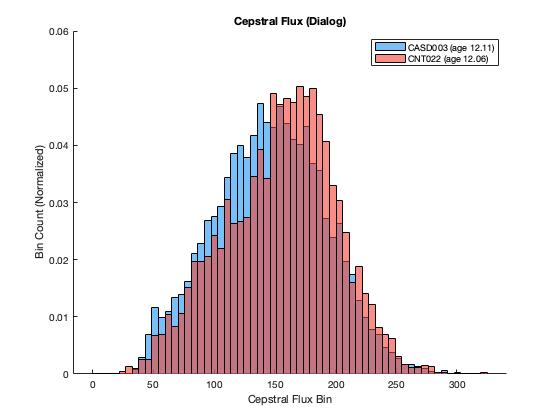 Cepstral Flux (Dialog)
CASD003 (age 12.11)
CNT022 (age 12.06)
0.06
0.05
0.04
0.03
0.02
0.01
0
Bin Count (Normalized)
0 50 100 150 200 250 300
Cepstral Flux Bin